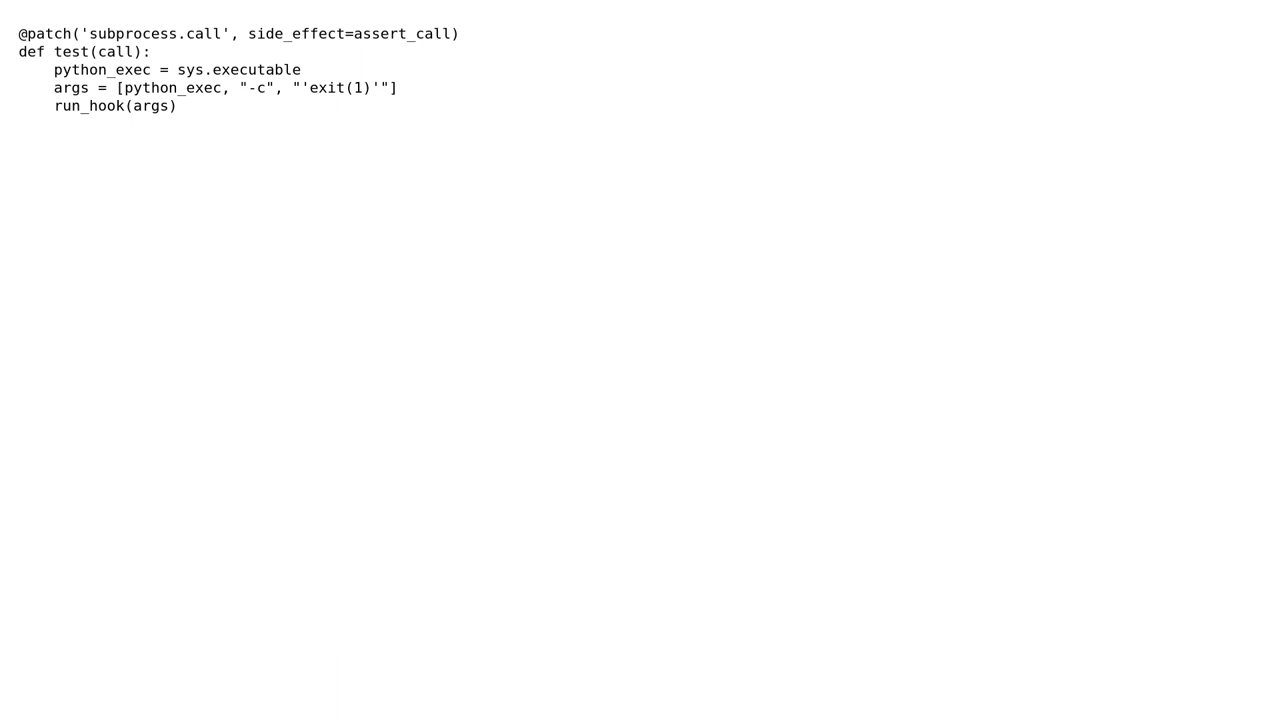 @patch('subprocess.call', side_effect=assert_call)
def test(call):
    python_exec = sys.executable
    args = [python_exec, "-c", "'exit(1)'"]
    run_hook(args)